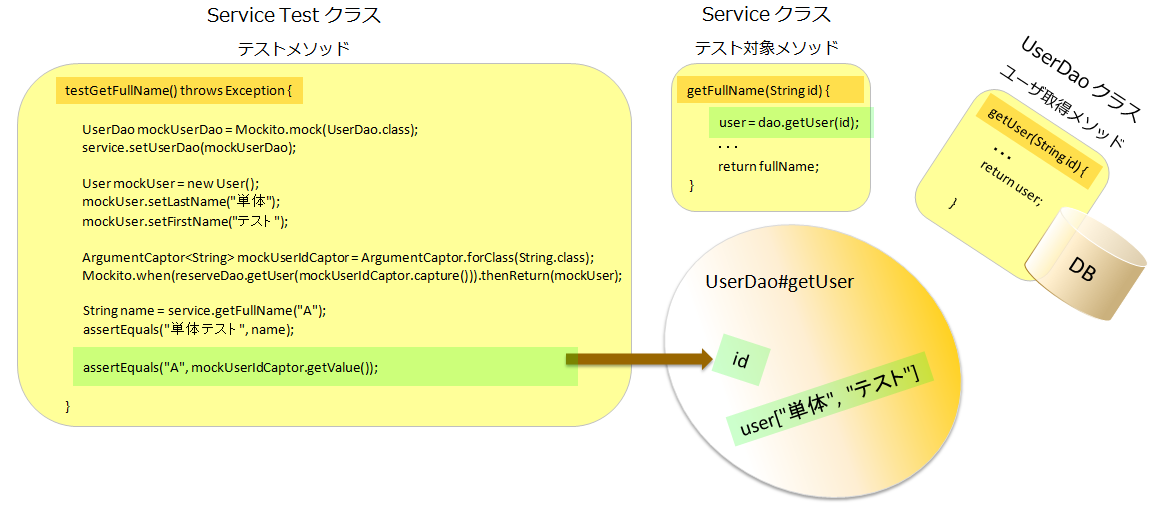 Service Test クラス
テストメソッド
testGetFullName() throws Exception {
UserDao mockUserDao = Mockito.mock(UserDao.class);
service.setUserDao(mockUserDao);
User mockUser = new User();
mockUser.setLastName("単体");
mockUser.setFirstName("テスト");
ArgumentCaptor<String> mockUserIdCaptor = ArgumentCaptor.forClass(String.class);
Mockito.when(reserveDao.getUser(mockUserIdCaptor.capture())).thenReturn(mockUser);
String name = service.getFullName("A");
assertEquals("単体テスト", name);
assertEquals("A", mockUserIdCaptor.getValue());
}
Service クラス
テスト対象メソッド
getFullName(String id) {
user = dao.getUser(id);
・・・
return fullName;
}
UserDao クラス
ユーザ取得メソッド
getUser(String id) {
・・・
return user;
}
DB
UserDao#getUser
id
user["単体", "テスト"]